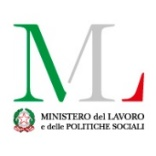 ML
MINISTERO del LAVORO
e delle POLITICHE SOCIALI